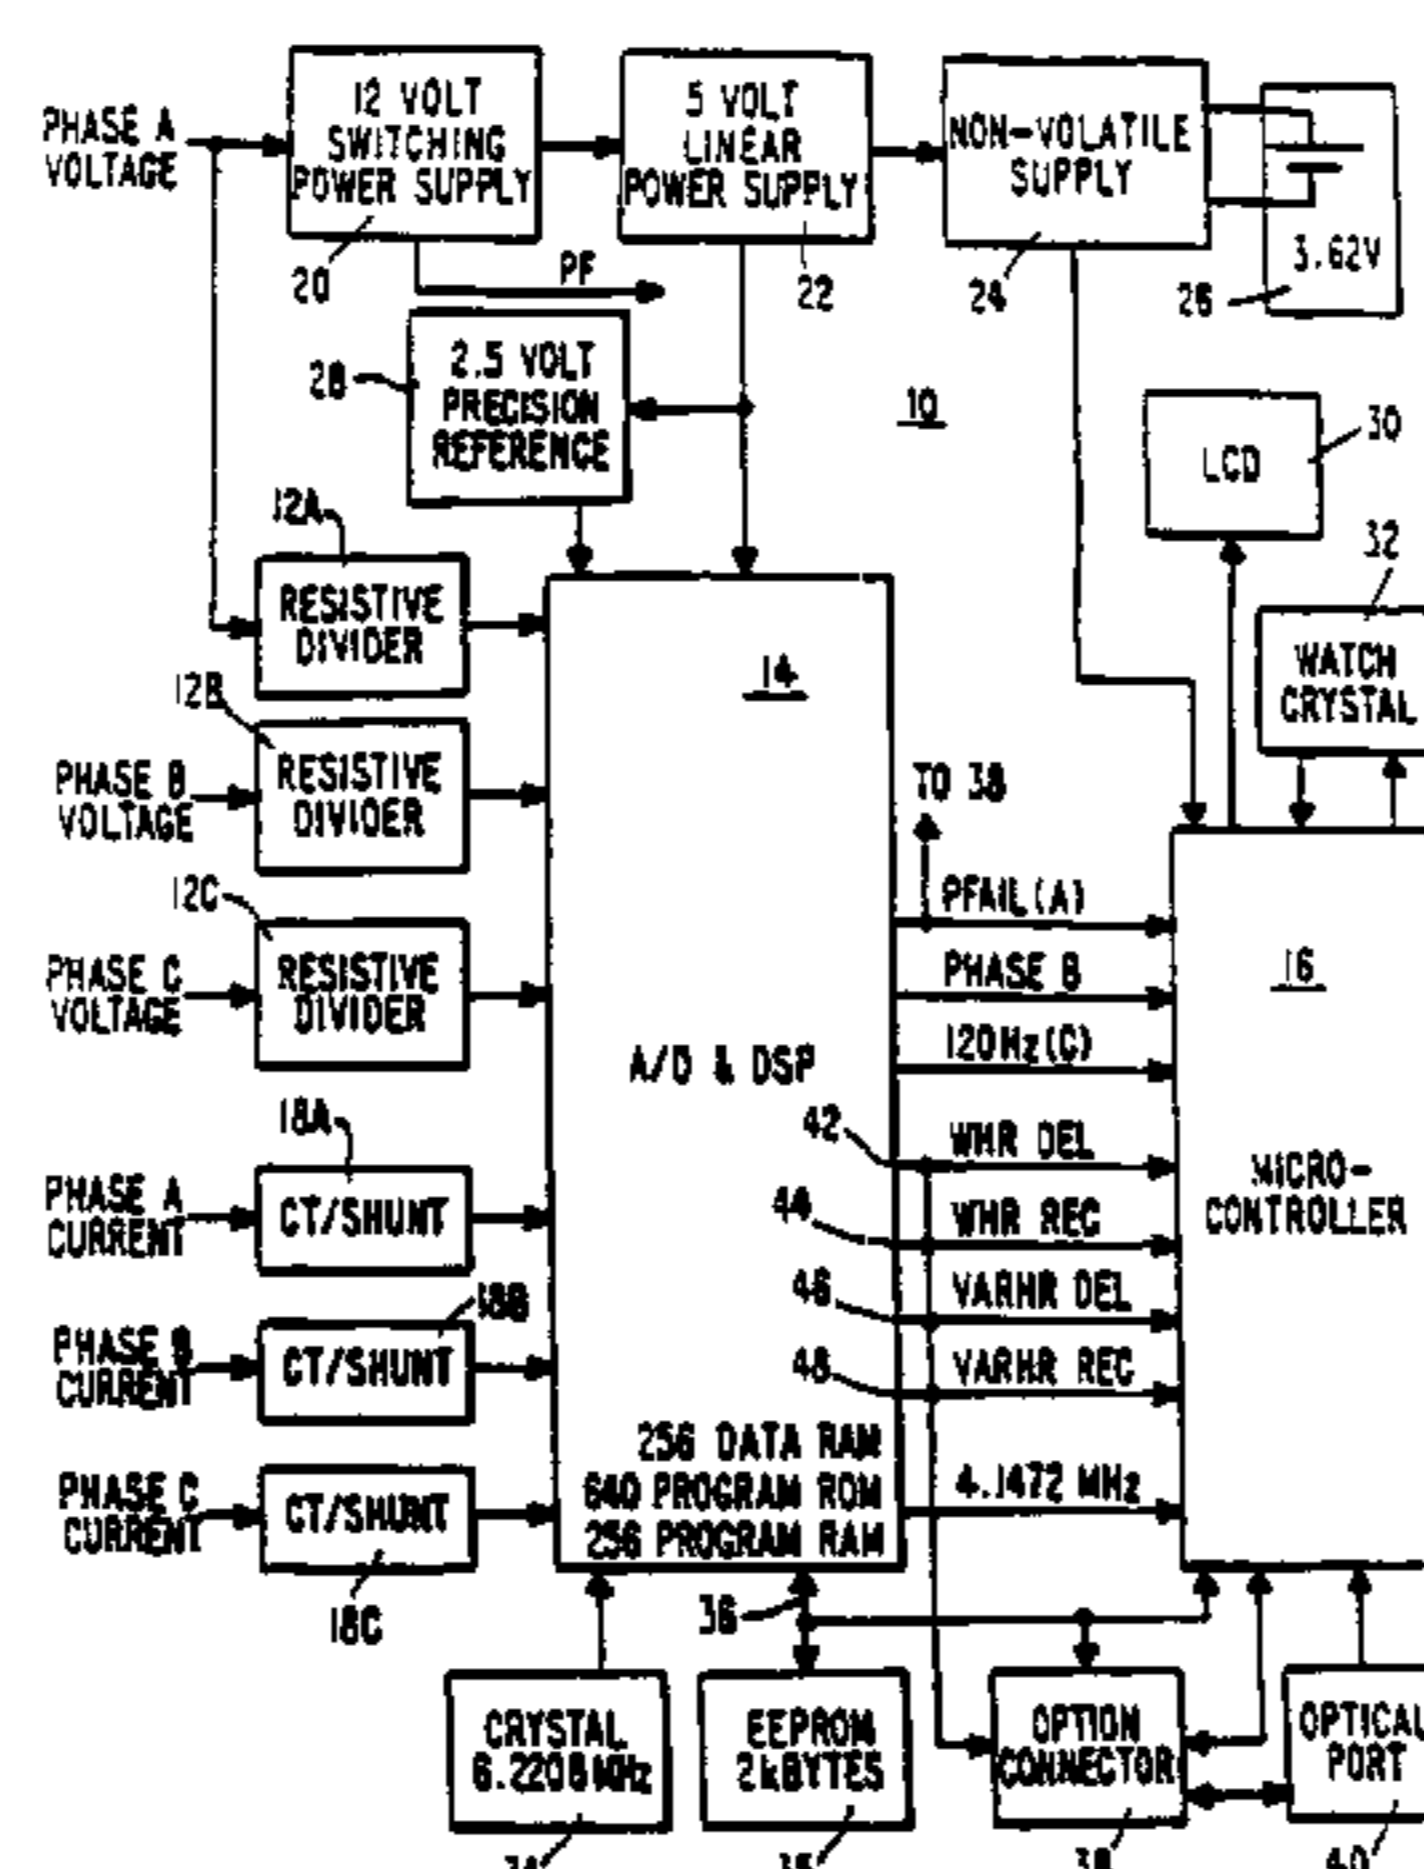 PHASE A
VOLTAGE
12 VOLT
SWITCHING
POWER SUPPLY
20
5 VOLT
LINEAR
POWER SUPPLY
22
NON-VOLATILE
SUPPLY
24
3.62V
26
PF
2.5 VOLT
PRECISION
REFERENCE
28
10
LCD
30
32
WATCH
CRYSTAL
12A
RESISTIVE
DIVIDER
12B
RESISTIVE
DIVIDER
PHASE B
VOLTAGE
12C
RESISTIVE
DIVIDER
PHASE C
VOLTAGE
14
A/D & DSP
256 DATA RAM
640 PROGRAM ROM
256 PROGRAM RAM
TO 38
PFAIL(A)
PHASE B
120Hz(C)
42
WHR DEL
44
WHR REC
46
VARHR DEL
48
VARHR REC
4.1472 MHz
16
MICRO-
CONTROLLER
18A
PHASE A
CURRENT
CT/SHUNT
18B
PHASE B
CURRENT
CT/SHUNT
PHASE C
CURRENT
CT/SHUNT
18C
36
CRYSTAL
6.2208MHz
EEPROM
2kBYTES
OPTION
CONNECTOR
38
OPTICAL
PORT
40